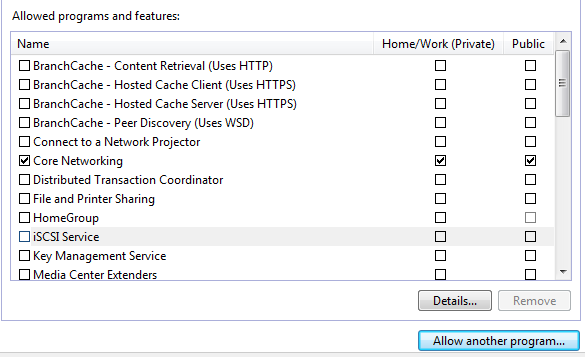 Allowed programs and features:
Name Home/Work (Private) Public
BranchCache - Content Retrieval (Uses HTTP)
BranchCache - Hosted Cache Client (Uses HTTPS)
BranchCache - Hosted Cache Server (Uses HTTPS)
BranchCache - Peer Discovery (Uses WSD)
Connect to a Network Projector
Core Networking
Distributed Transaction Coordinator
File and Printer Sharing
HomeGroup
iSCSI Service
Key Management Service
Media Center Extenders
Details... Remove
Allow another program...